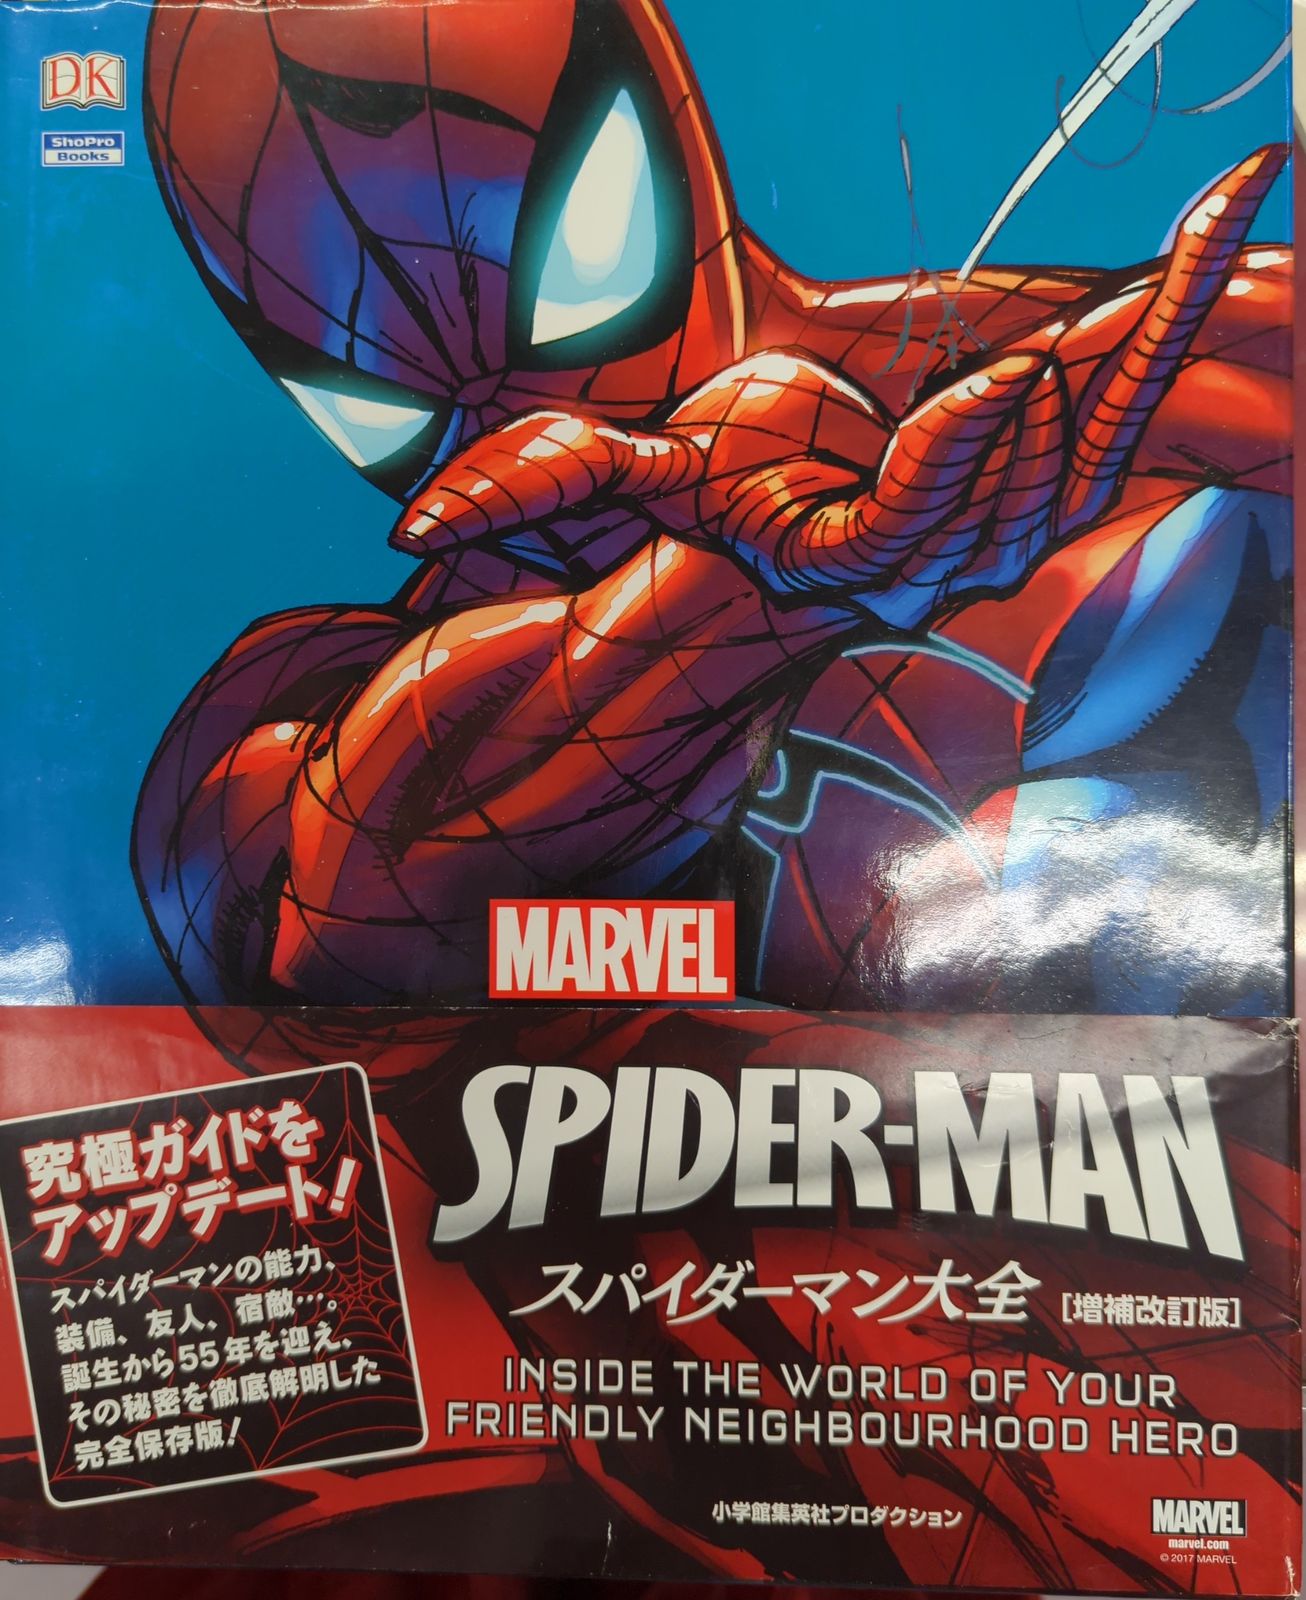 DK
ShoPro
Books
MARVEL
SPIDER-MAN
スパイダーマン大全 [増補改訂版]
INSIDE THE WORLD OF YOUR
FRIENDLY NEIGHBOURHOOD HERO
究極ガイドを
アップデート!
スパイダーマンの能力、
装備、友人、宿敵…。
誕生から55年を迎え、
その秘密を徹底解明した
完全保存版!
小学館集英社プロダクション
MARVEL
marvel.com
© 2017 MARVEL